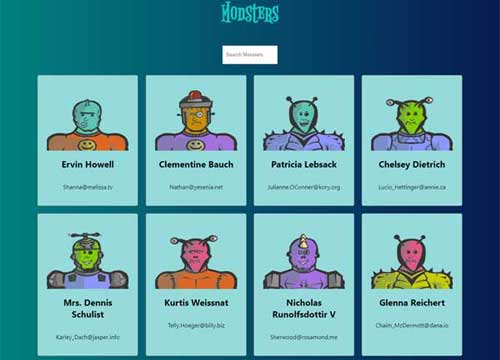 Modsters
Search Monsters
Ervin Howell
Shanna@melissa.tv
Clementine Bauch
Nathan@yesenia.net
Patricia Lebsack
Julianne.OConner@kory.org
Chelsey Dietrich
Lucio_Hettinger@annie.ca
Mrs. Dennis
Schulist
Karley_Dach@jasper.info
Kurtis Weissnat
Telly.Hoeger@billy.biz
Nicholas
Runolfsdottir V
Sherwood@rosamond.me
Glenna Reichert
Chaim_McDermott@dana.io